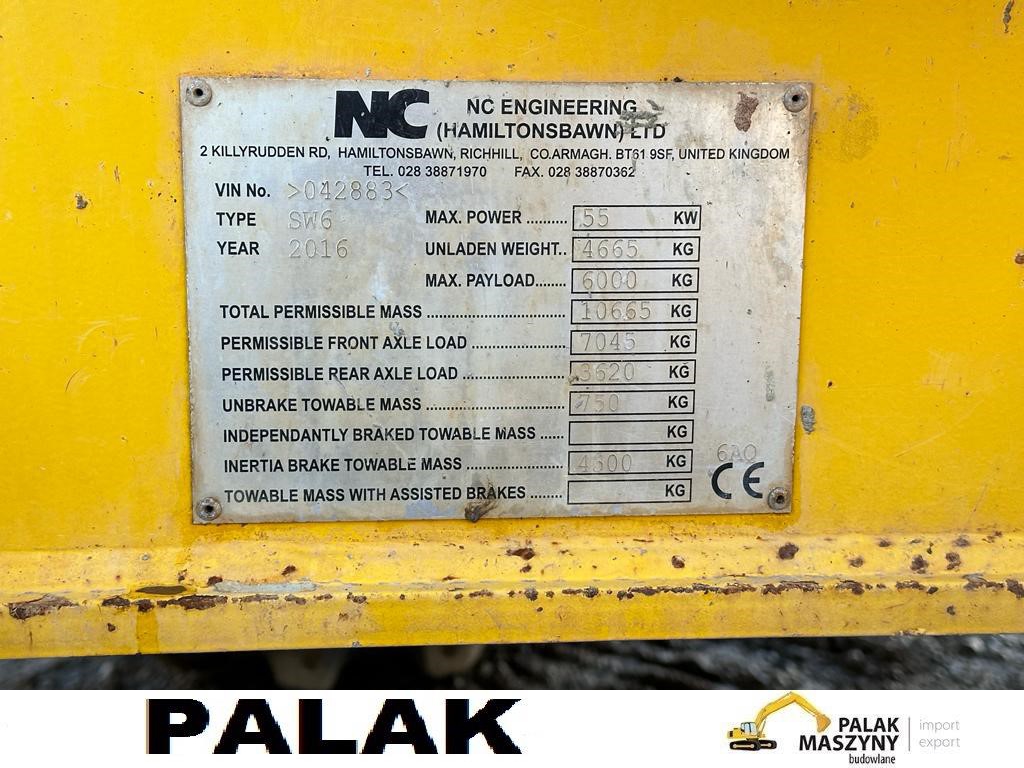 NC
NC ENGINEERING
(HAMILTONSBAWN) LTD
2 KILLYRUDDEN RD, HAMILTONSBAWN, RICHHILL, CO.ARMAGH. BT61 9SF, UNITED KINGDOM
TEL. 028 38871970 FAX. 028 38870362
VIN No. >042883<
TYPE SW6 MAX. POWER .......... 55 KW
YEAR 2016 UNLADEN WEIGHT.. 4665 KG
MAX. PAYLOAD........ 6000 KG
TOTAL PERMISSIBLE MASS .................................. 10665 KG
PERMISSIBLE FRONT AXLE LOAD ....................... 7045 KG
PERMISSIBLE REAR AXLE LOAD ......................... 3620 KG
UNBRAKE TOWABLE MASS .................................. 750 KG
INDEPENDANTLY BRAKED TOWABLE MASS ...... KG
INERTIA BRAKE TOWABLE MASS ........................ 4500 KG
TOWABLE MASS WITH ASSISTED BRAKES ........ KG
6AO
CE
PALAK
PALAK
MASZYNY
budowlane
import
export